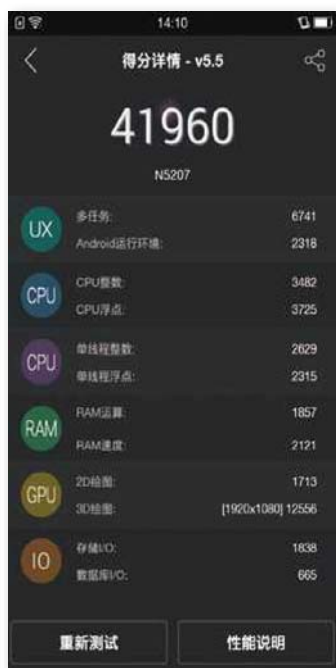 14:10
得分详情 - v5.5
41960
N5207
UX
多任务: 6741
Android运行环境: 2318
CPU
CPU整数: 3482
CPU浮点: 3725
CPU
单线程整数: 2629
单线程浮点: 2315
RAM
RAM运算: 1857
RAM速度: 2121
GPU
2D绘图: 1713
3D绘图: [1920x1080] 12556
IO
存储I/O: 1838
数据库I/O: 665
重新测试 性能说明